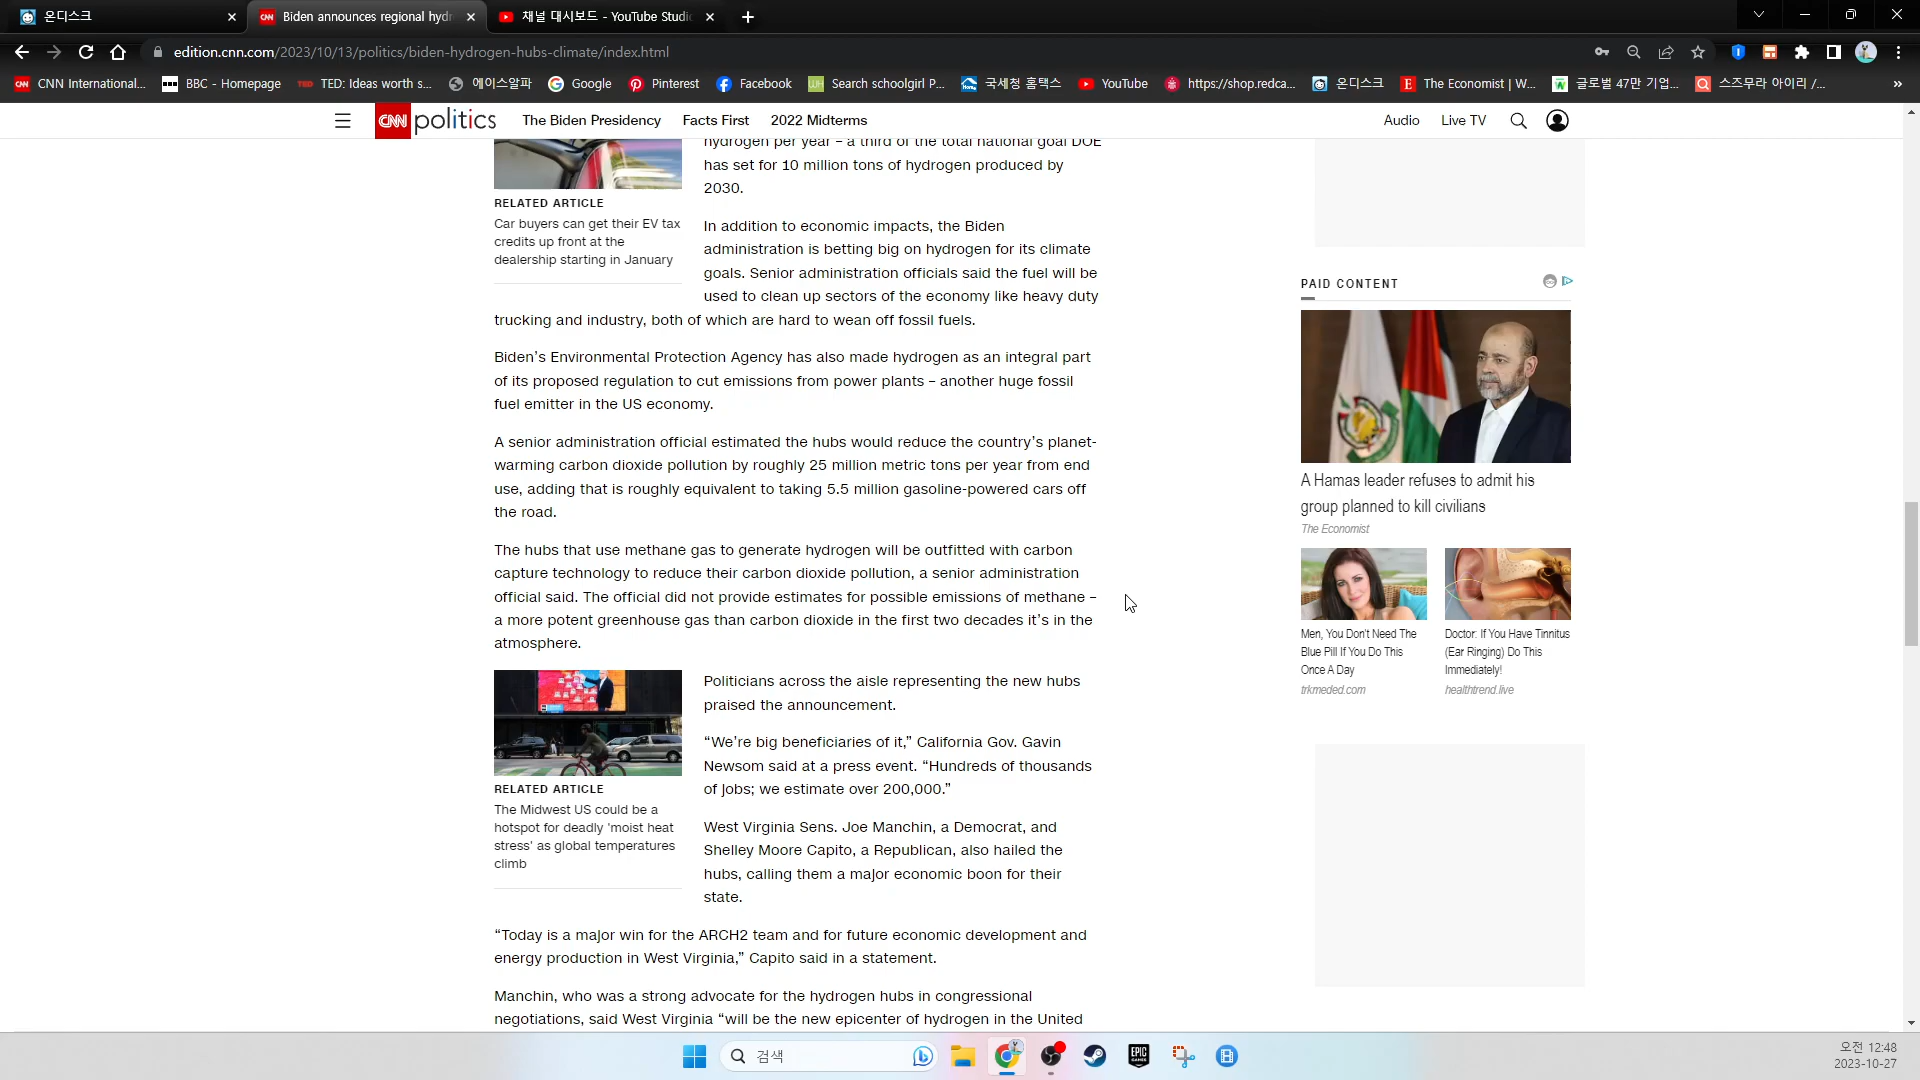 온디스크
Biden announces regional hydr
채널 대시보드 - YouTube Studi
edition.cnn.com/2023/10/13/politics/biden-hydrogen-hubs-climate/index.html
CNN International...
BBC - Homepage
TED: Ideas worth s...
에이스알파
Google
Pinterest
Facebook
Search schoolgirl P...
국세청 홈택스
YouTube
https://shop.redca...
온디스크
The Economist | W...
글로벌 47만 기업...
스즈무라 아이리 /...
»
CNN politics
The Biden Presidency
Facts First
2022 Midterms
Audio
Live TV
hydrogen per year – a third of the total national goal DOE
has set for 10 million tons of hydrogen produced by
2030.
RELATED ARTICLE
Car buyers can get their EV tax
credits up front at the
dealership starting in January
In addition to economic impacts, the Biden
administration is betting big on hydrogen for its climate
goals. Senior administration officials said the fuel will be
used to clean up sectors of the economy like heavy duty
trucking and industry, both of which are hard to wean off fossil fuels.
Biden’s Environmental Protection Agency has also made hydrogen as an integral part
of its proposed regulation to cut emissions from power plants – another huge fossil
fuel emitter in the US economy.
A senior administration official estimated the hubs would reduce the country’s planet-
warming carbon dioxide pollution by roughly 25 million metric tons per year from end
use, adding that is roughly equivalent to taking 5.5 million gasoline-powered cars off
the road.
The hubs that use methane gas to generate hydrogen will be outfitted with carbon
capture technology to reduce their carbon dioxide pollution, a senior administration
official said. The official did not provide estimates for possible emissions of methane –
a more potent greenhouse gas than carbon dioxide in the first two decades it’s in the
atmosphere.
RELATED ARTICLE
The Midwest US could be a
hotspot for deadly ‘moist heat
stress’ as global temperatures
climb
Politicians across the aisle representing the new hubs
praised the announcement.
“We’re big beneficiaries of it,” California Gov. Gavin
Newsom said at a press event. “Hundreds of thousands
of jobs; we estimate over 200,000.”
West Virginia Sens. Joe Manchin, a Democrat, and
Shelley Moore Capito, a Republican, also hailed the
hubs, calling them a major economic boon for their
state.
“Today is a major win for the ARCH2 team and for future economic development and
energy production in West Virginia,” Capito said in a statement.
Manchin, who was a strong advocate for the hydrogen hubs in congressional
negotiations, said West Virginia “will be the new epicenter of hydrogen in the United
PAID CONTENT
A Hamas leader refuses to admit his
group planned to kill civilians
The Economist
Men, You Don't Need The
Blue Pill If You Do This
Once A Day
trkmeded.com
Doctor: If You Have Tinnitus
(Ear Ringing) Do This
Immediately!
healthtrend.live
검색
EPIC
GAMES
오전 12:48
2023-10-27